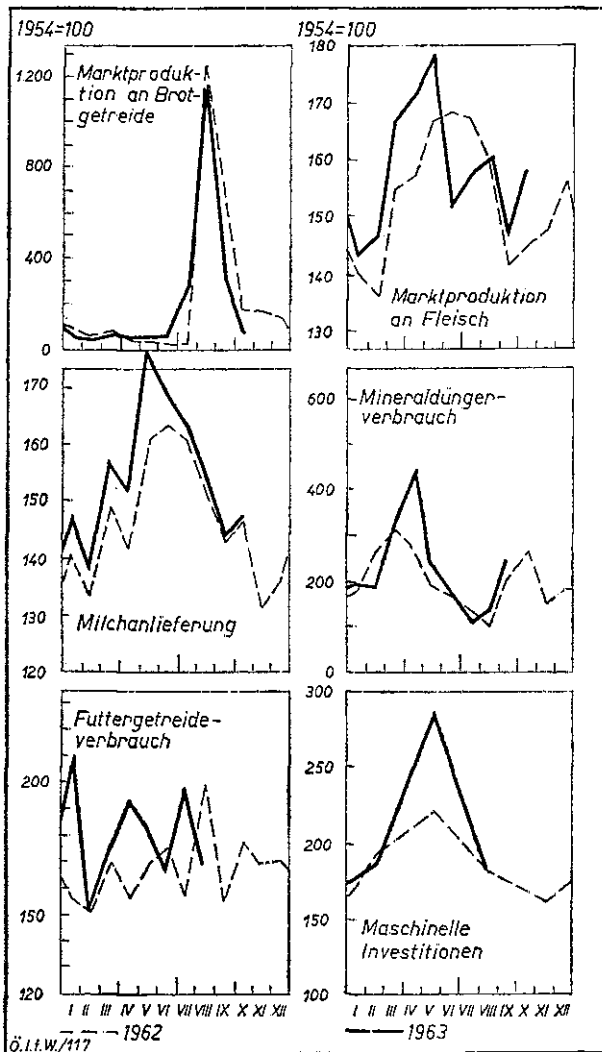 1954=100
1954=100
1.200
800
400
0
Marktproduk-
tion an Brot-
getreide
180
170
160
150
140
130
Marktproduktion
an Fleisch
170
160
150
140
130
120
Milchanlieferung
600
400
200
0
Mineraldünger-
verbrauch
200
150
120
Futtergetreide-
verbrauch
300
250
200
150
100
Maschinelle
Investitionen
I II III IV V VI VII VIII IX X XI XII
I II III IV V VI VII VIII IX X XI XII
1962
1963
Ö.I.f.W./117